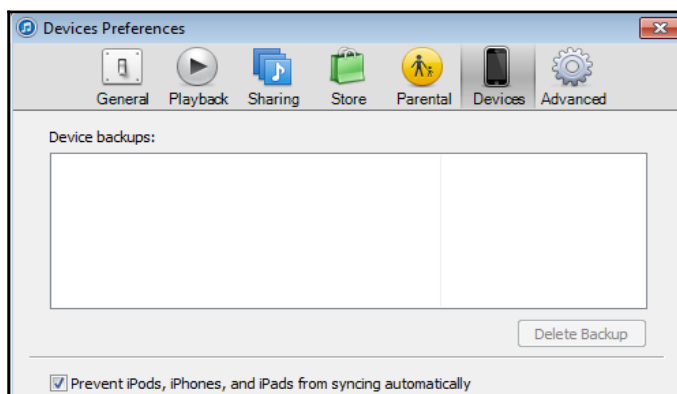 Devices Preferences
General Playback Sharing Store Parental Devices Advanced
Device backups:
Delete Backup
Prevent iPods, iPhones, and iPads from syncing automatically